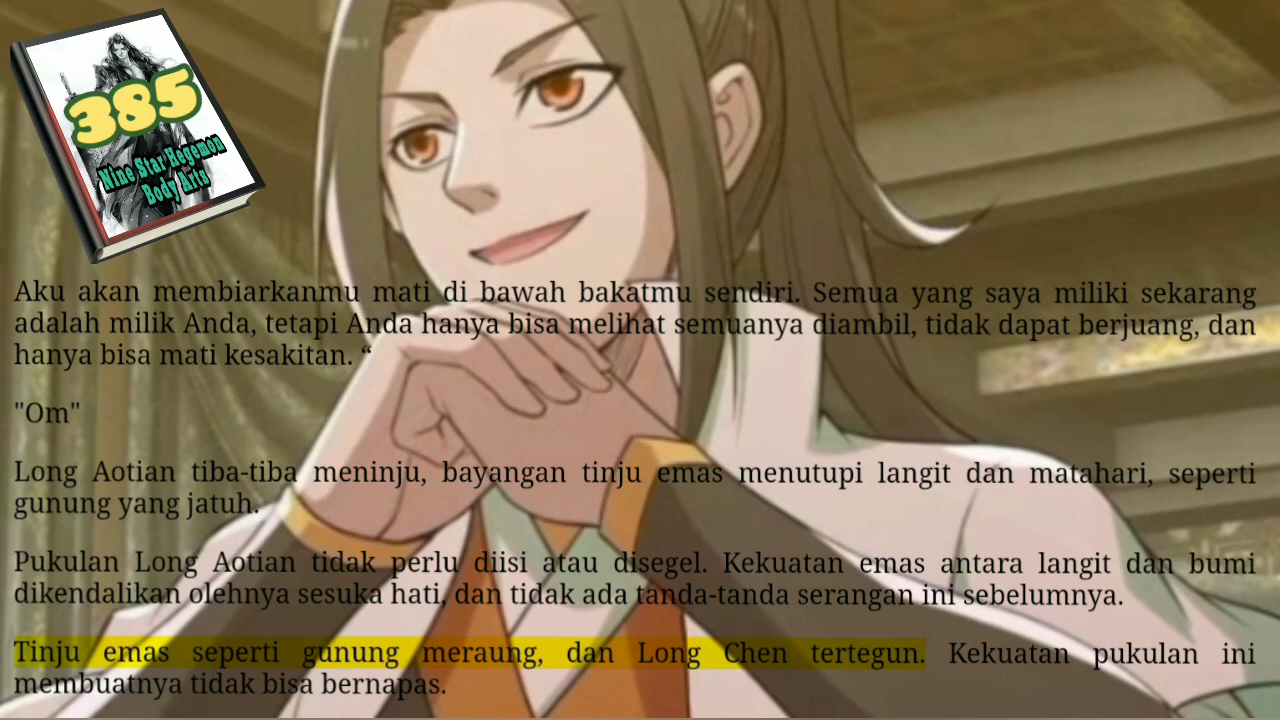 385
Nine Star Hegemon
Body Arts
Aku akan membiarkanmu mati di bawah bakatmu sendiri. Semua yang saya miliki sekarang
adalah milik Anda, tetapi Anda hanya bisa melihat semuanya diambil, tidak dapat berjuang, dan
hanya bisa mati kesakitan. “
"Om"
Long Aotian tiba-tiba meninju, bayangan tinju emas menutupi langit dan matahari, seperti
gunung yang jatuh.
Pukulan Long Aotian tidak perlu diisi atau disegel. Kekuatan emas antara langit dan bumi
dikendalikan olehnya sesuka hati, dan tidak ada tanda-tanda serangan ini sebelumnya.
Tinju emas seperti gunung meraung, dan Long Chen tertegun. Kekuatan pukulan ini
membuatnya tidak bisa bernapas.